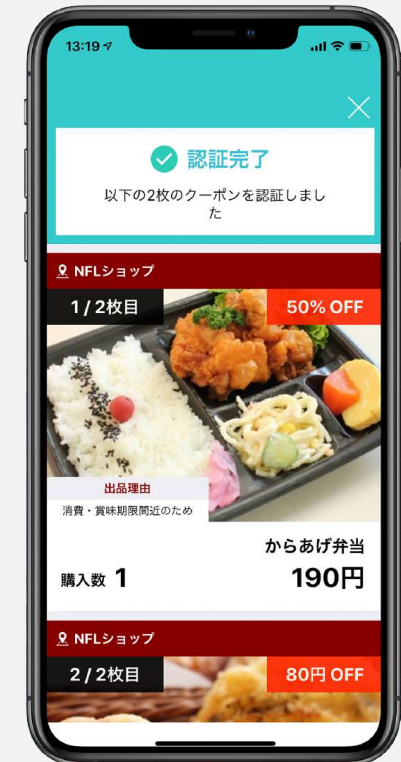 13:19
認証完了
以下の2枚のクーポンを認証しまし
た
NFLショップ
1 / 2枚目
50% OFF
出品理由
消費・賞味期限間近のため
からあげ弁当
購入数 1
190円
NFLショップ
2 / 2枚目
80円 OFF